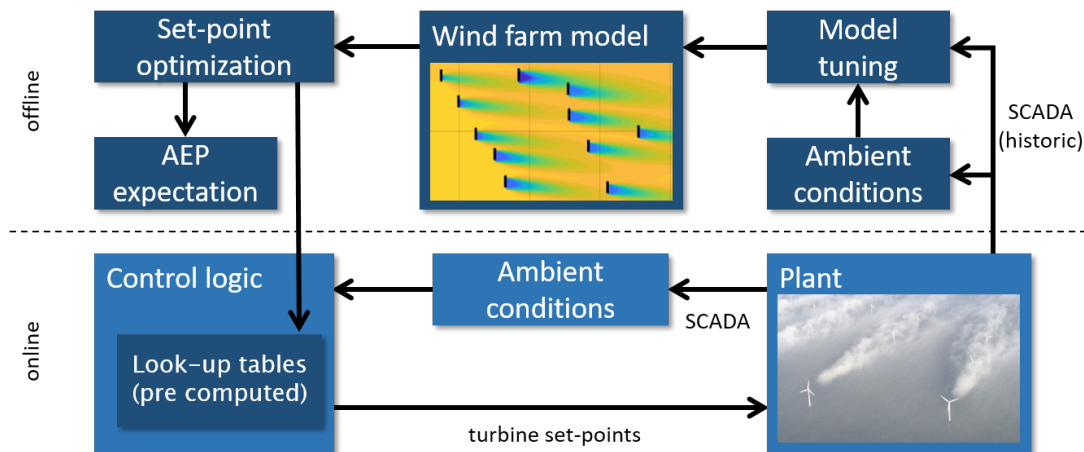 offline
Set-point
optimization
Wind farm model
Model
tuning
SCADA
(historic)
AEP
expectation
Ambient
conditions
online
Control logic
Ambient
conditions
Plant
SCADA
Look-up tables
(pre computed)
turbine set-points